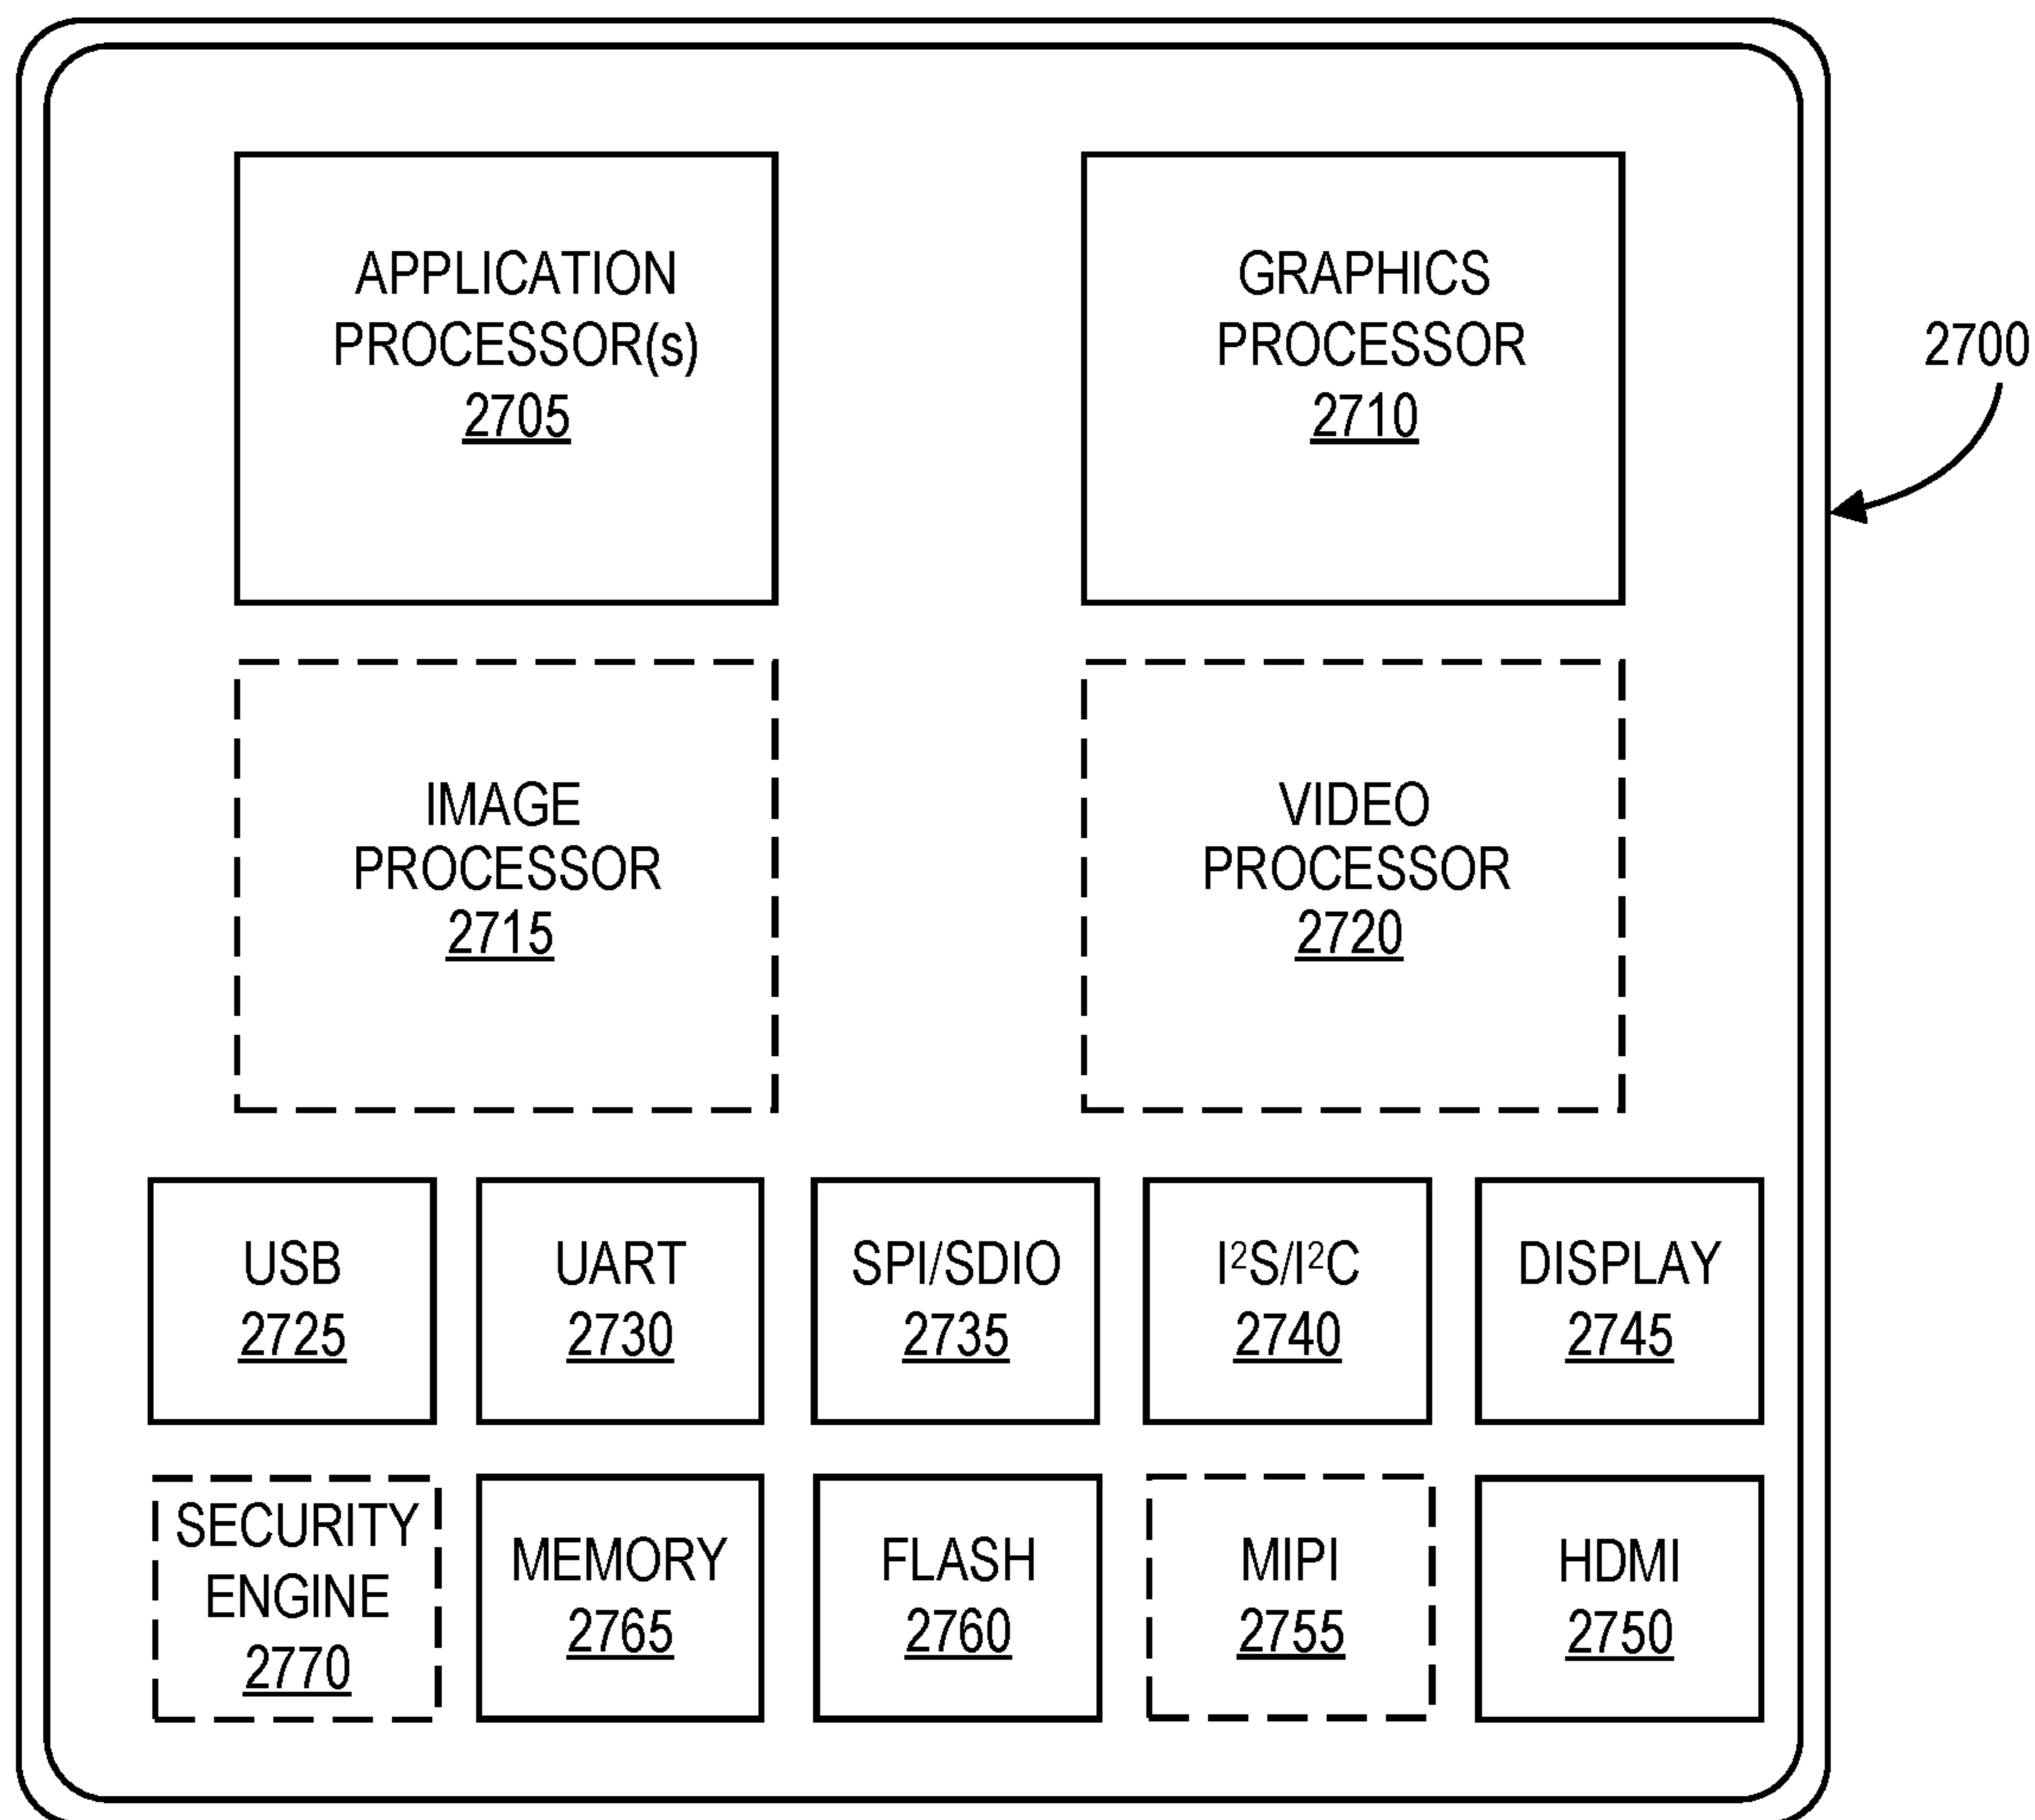 APPLICATION
PROCESSOR(s)
2705
GRAPHICS
PROCESSOR
2710
2700
IMAGE
PROCESSOR
2715
VIDEO
PROCESSOR
2720
USB
2725
UART
2730
SPI/SDIO
2735
I²S/I²C
2740
DISPLAY
2745
SECURITY
ENGINE
2770
MEMORY
2765
FLASH
2760
MIPI
2755
HDMI
2750